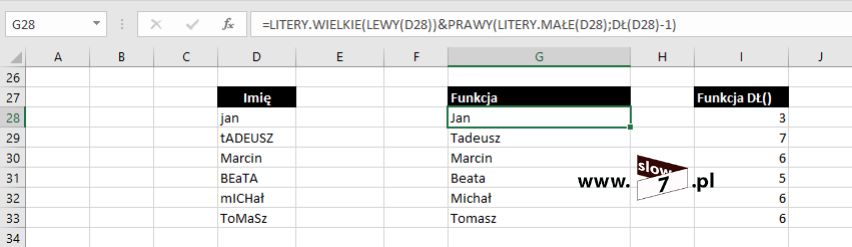 G28 fx =LITERY.WIELKIE(LEWY(D28))&PRAWY(LITERY.MAŁE(D28);DŁ(D28)-1)
A B C D E F G H I J
26
27 Imię Funkcja Funkcja DŁ()
28 jan Jan 3
29 tADEUSZ Tadeusz 7
30 Marcin Marcin 6
31 BEaTA Beata 5
32 mICHał Michał 6
33 ToMaSz Tomasz 6
34
www.slow7.pl